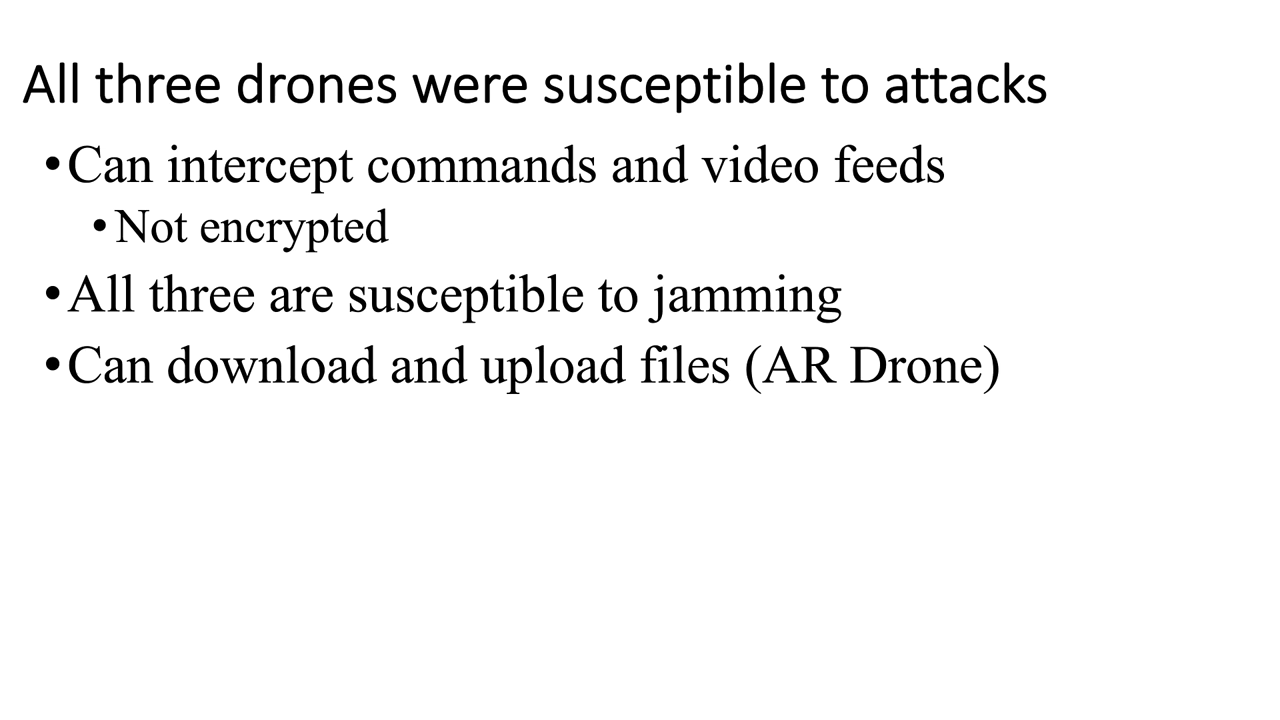 All three drones were susceptible to attacks
• Can intercept commands and video feeds
• Not encrypted
• All three are susceptible to jamming
• Can download and upload files (AR Drone)